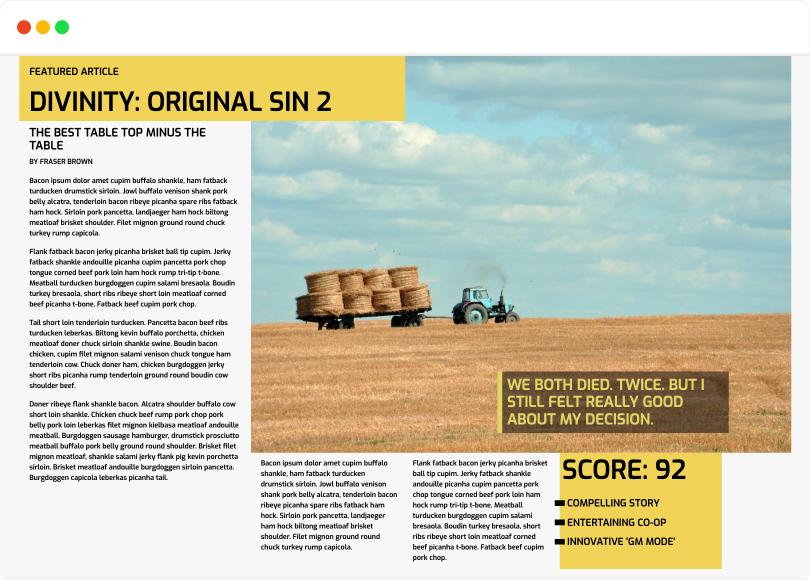 FEATURED ARTICLE
DIVINITY: ORIGINAL SIN 2
THE BEST TABLE TOP MINUS THE
TABLE
BY FRASER BROWN
Bacon ipsum dolor amet cupim buffalo shankle, ham fatback
turducken drumstick sirloin. Jowl buffalo venison shank pork
belly alcatra, tenderloin bacon ribeye picanha spare ribs fatback
ham hock. Sirloin pork pancetta, landjaeger ham hock biltong
meatloaf brisket shoulder. Filet mignon ground round chuck
turkey rump capicola.
Flank fatback bacon jerky picanha brisket ball tip cupim. Jerky
fatback shankle andouille picanha cupim pancetta pork chop
tongue corned beef pork loin ham hock rump tri-tip t-bone.
Meatball turducken burgdoggen cupim salami bresaola. Boudin
turkey bresaola, short ribs ribeye short loin meatloaf corned
beef picanha t-bone. Fatback beef cupim pork chop.
Tail short loin tenderloin turducken. Pancetta bacon beef ribs
turducken leberkas. Biltong kevin buffalo porchetta, chicken
meatloaf doner chuck sirloin shankle swine. Boudin bacon
chicken, cupim filet mignon salami venison chuck tongue ham
tenderloin cow. Chuck doner ham, chicken burgdoggen jerky
short ribs picanha rump tenderloin ground round boudin cow
shoulder beef.
Doner ribeye flank shankle bacon. Alcatra shoulder buffalo cow
short loin shankle. Chicken chuck beef rump pork chop pork
belly pork loin leberkas filet mignon kielbasa meatloaf andouille
meatball. Burgdoggen sausage hamburger, drumstick prosciutto
meatball buffalo pork belly ground round shoulder. Brisket filet
mignon meatloaf, shankle salami jerky flank pig kevin porchetta
sirloin. Brisket meatball andouille burgdoggen sirloin pancetta.
Burgdoggen capicola leberkas picanha tail.
WE BOTH DIED. TWICE. BUT I
STILL FELT REALLY GOOD
ABOUT MY DECISION.
Bacon ipsum dolor amet cupim buffalo
shankle, ham fatback turducken
drumstick sirloin. Jowl buffalo venison
shank pork belly alcatra, tenderloin bacon
ribeye picanha spare ribs fatback ham
hock. Sirloin pork pancetta, landjaeger
ham hock biltong meatloaf brisket
shoulder. Filet mignon ground round
chuck turkey rump capicola.
Flank fatback bacon jerky picanha brisket
ball tip cupim. Jerky fatback shankle
andouille picanha cupim pancetta pork
chop tongue corned beef pork loin ham
hock rump tri-tip t-bone. Meatball
turducken burgdoggen cupim salami
bresaola. Boudin turkey bresaola, short
ribs ribeye short loin meatloaf corned
beef picanha t-bone. Fatback beef cupim
pork chop.
SCORE: 92
COMPELLING STORY
ENTERTAINING CO-OP
INNOVATIVE 'GM MODE'